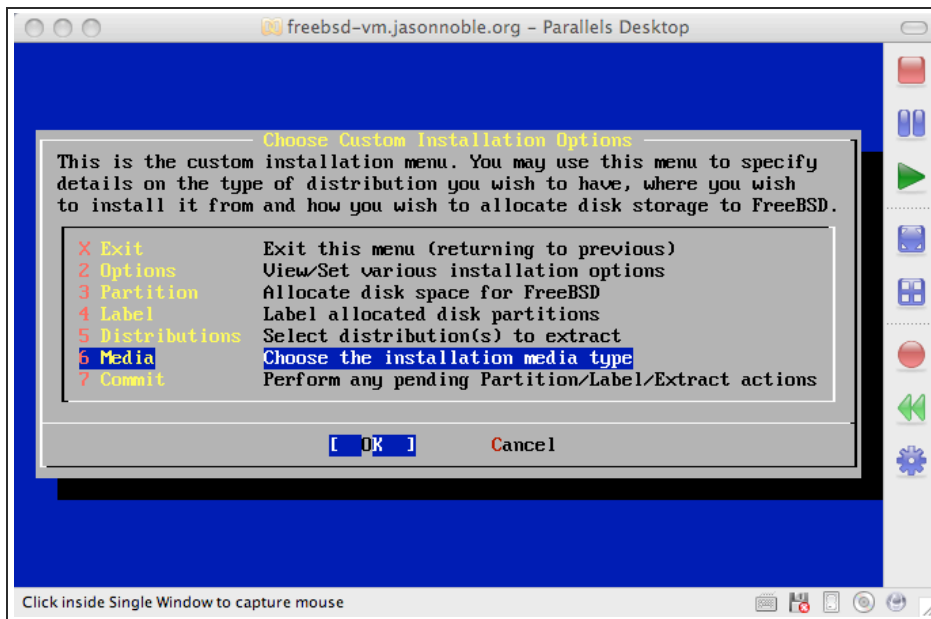 freebsd-vm.jasonnoble.org - Parallels Desktop
Choose Custom Installation Options
This is the custom installation menu. You may use this menu to specify
details on the type of distribution you wish to have, where you wish
to install it from and how you wish to allocate disk storage to FreeBSD.
X Exit Exit this menu (returning to previous)
2 Options View/Set various installation options
3 Partition Allocate disk space for FreeBSD
4 Label Label allocated disk partitions
5 Distributions Select distribution(s) to extract
6 Media Choose the installation media type
7 Commit Perform any pending Partition/Label/Extract actions
[ OK ] Cancel
Click inside Single Window to capture mouse